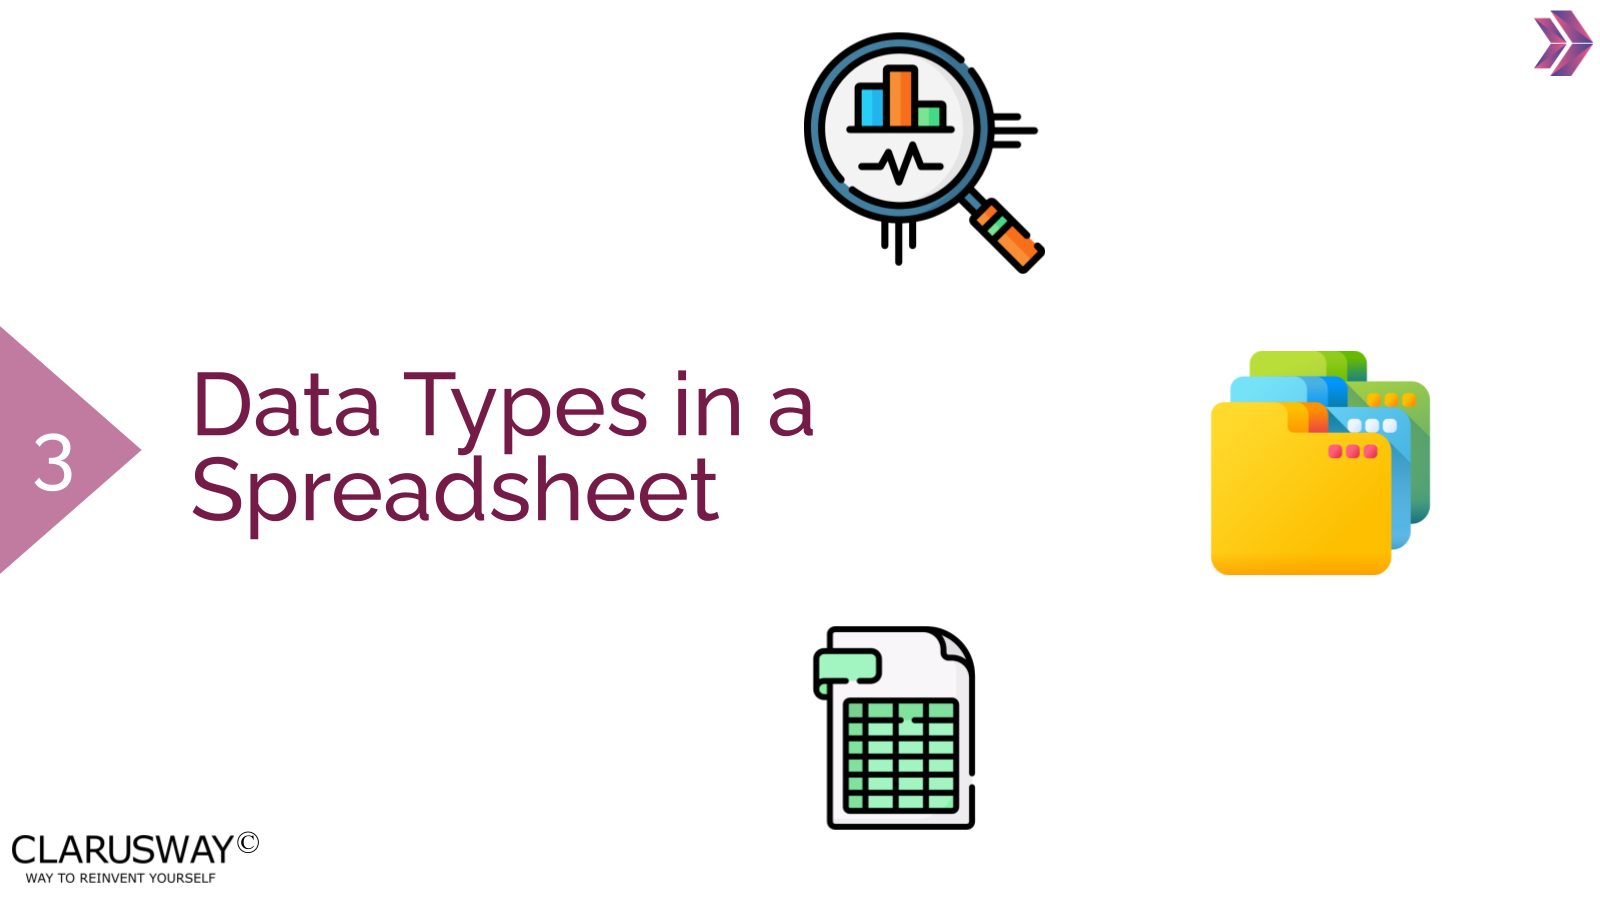 3
Data Types in a
Spreadsheet
CLARUSWAY©
WAY TO REINVENT YOURSELF